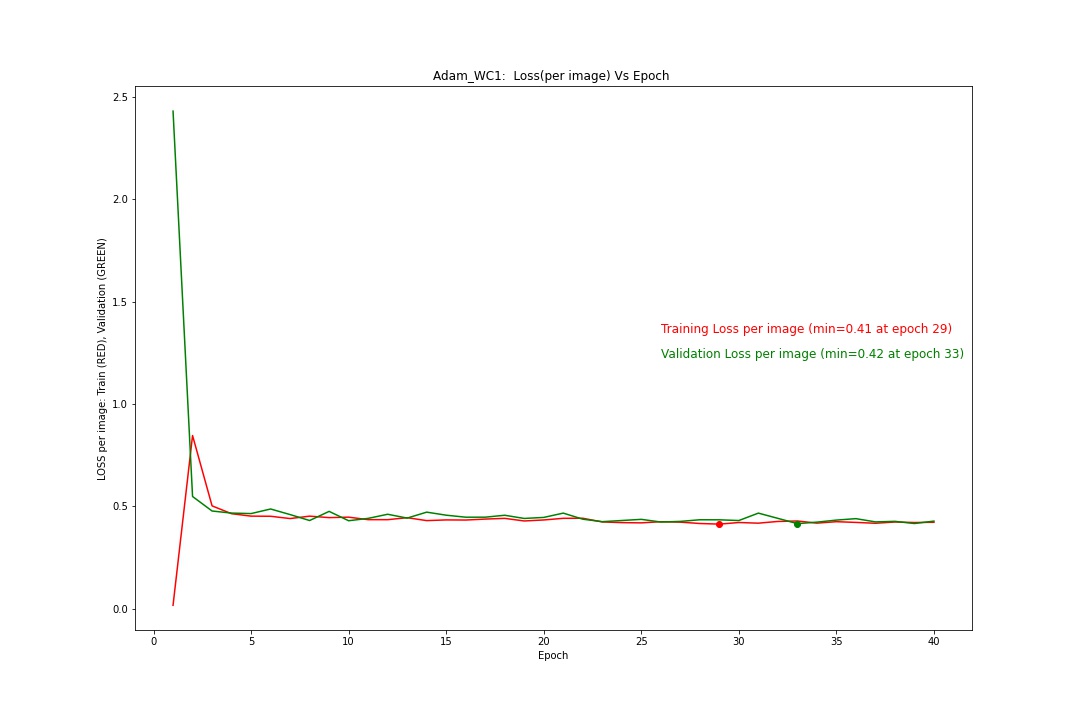 Adam_WC1:  Loss(per image) Vs Epoch
LOSS per image: Train (RED), Validation (GREEN)
2.5
2.0
1.5
1.0
0.5
0.0
Training Loss per image (min=0.41 at epoch 29)
Validation Loss per image (min=0.42 at epoch 33)
0 5 10 15 20 25 30 35 40
Epoch